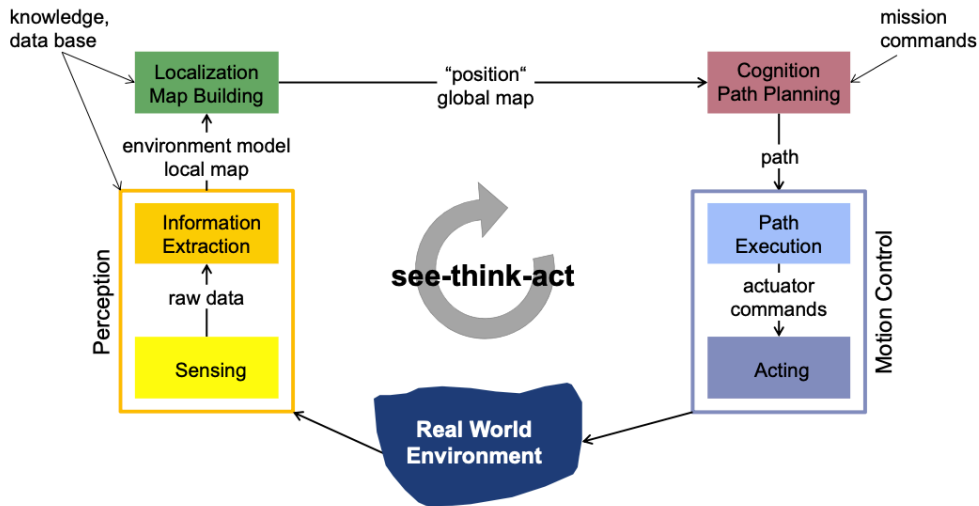 knowledge,
data base
mission
commands
Localization
Map Building
“position“
global map
Cognition
Path Planning
environment model
local map
path
Perception
Information
Extraction
raw data
Sensing
see-think-act
Path
Execution
actuator
commands
Acting
Motion Control
Real World
Environment